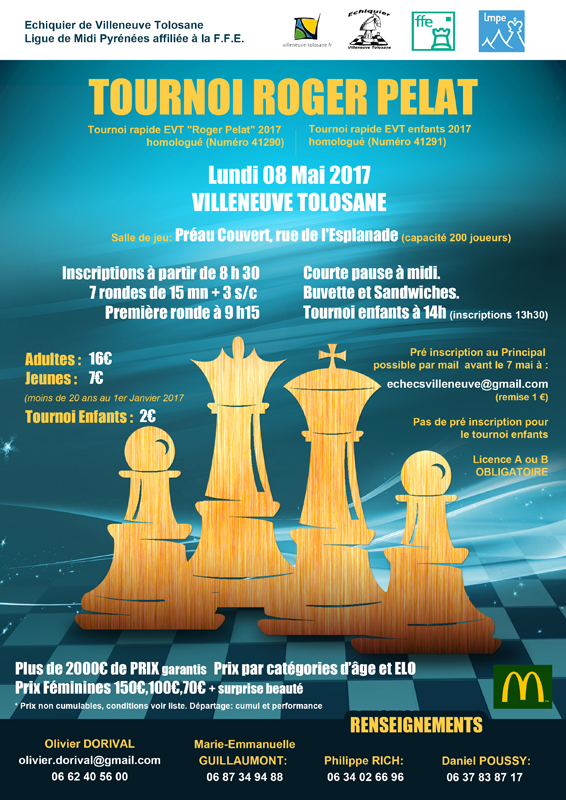 Echiquier de Villeneuve Tolosane
Ligue de Midi Pyrénées affiliée à la F.F.E.
villeneuve-tolosane.fr
Echiquier
Villeneuve Tolosane
ffe
lmpe
TOURNOI ROGER PELAT
Tournoi rapide EVT "Roger Pelat" 2017
homologué (Numéro 41290)
Tournoi rapide EVT enfants 2017
homologué (Numéro 41291)
Lundi 08 Mai 2017
VILLENEUVE TOLOSANE
Salle de jeu: Préau Couvert, rue de l'Esplanade (capacité 200 joueurs)
Inscriptions à partir de 8 h 30
7 rondes de 15 mn + 3 s/c
Première ronde à 9 h15
Courte pause à midi.
Buvette et Sandwiches.
Tournoi enfants à 14h (inscriptions 13h30)
Adultes : 16€
Jeunes : 7€
(moins de 20 ans au 1er Janvier 2017
Tournoi Enfants : 2€
Pré inscription au Principal
possible par mail avant le 7 mai à :
echecsvilleneuve@gmail.com
(remise 1 €)
Pas de pré inscription pour
le tournoi enfants
Licence A ou B
OBLIGATOIRE
Plus de 2000€ de PRIX garantis Prix par catégories d'âge et ELO
Prix Féminines 150€,100€,70€ + surprise beauté
* Prix non cumulables, conditions voir liste. Départage: cumul et performance
RENSEIGNEMENTS
Olivier DORIVAL
olivier.dorival@gmail.com
06 62 40 56 00
Marie-Emmanuelle
GUILLAUMONT:
06 87 34 94 88
Philippe RICH:
06 34 02 66 96
Daniel POUSSY:
06 37 83 87 17